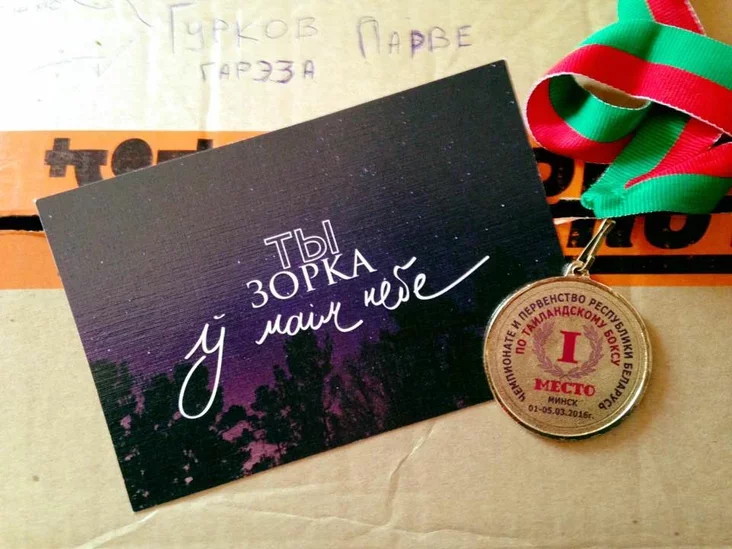 Гурков Парве
гарэза
ТЫ
ЗОРКА
ў маім небе
ЧЕМПИОНАТЕ И ПЕРВЕНСТВО РЕСПУБЛИКИ БЕЛАРУСЬ
ПО ТАИЛАНДСКОМУ БОКСУ
I
МЕСТО
МИНСК
01-05.03.2016г.